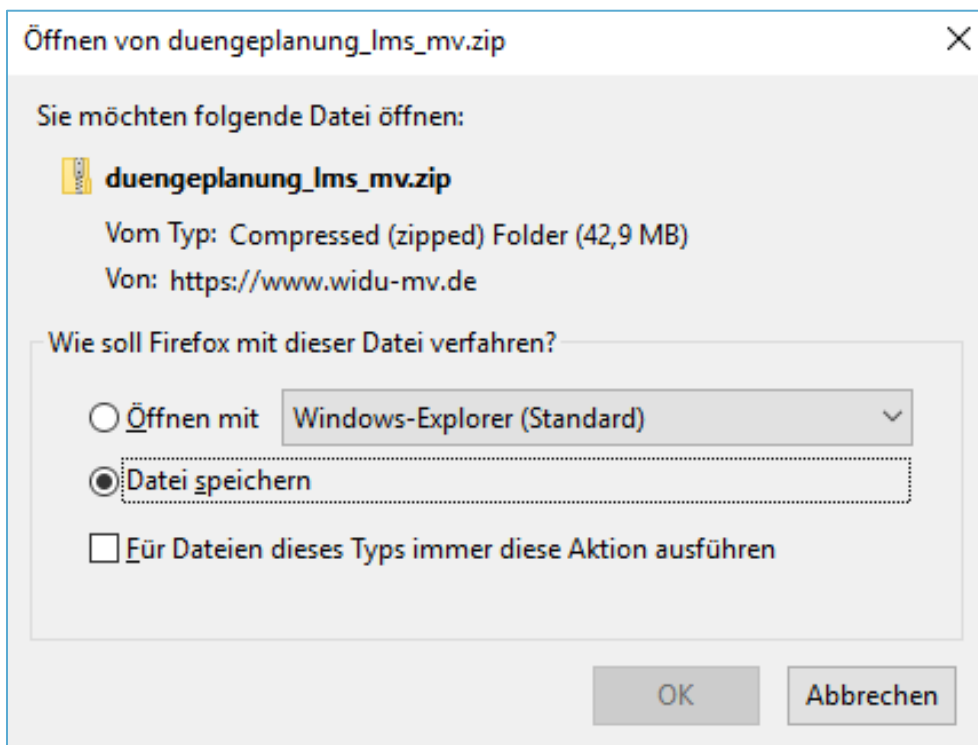 Öffnen von duengeplanung_lms_mv.zip
Sie möchten folgende Datei öffnen:
duengeplanung_lms_mv.zip
Vom Typ: Compressed (zipped) Folder (42,9 MB)
Von: https://www.widu-mv.de
Wie soll Firefox mit dieser Datei verfahren?
Öffnen mit Windows-Explorer (Standard)
Datei speichern
Für Dateien dieses Typs immer diese Aktion ausführen
OK Abbrechen